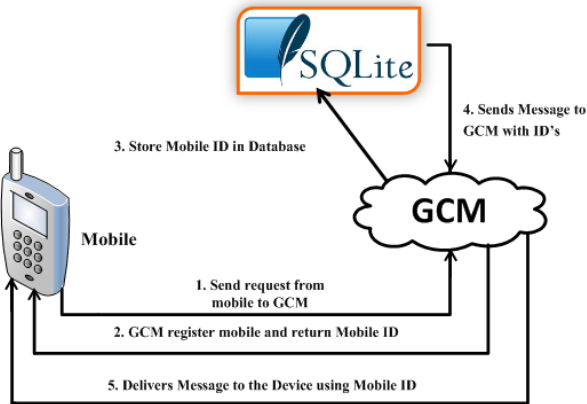 SQLite
4. Sends Message to
GCM with ID's
3. Store Mobile ID in Database
GCM
Mobile
1. Send request from
mobile to GCM
2. GCM register mobile and return Mobile ID
5. Delivers Message to the Device using Mobile ID